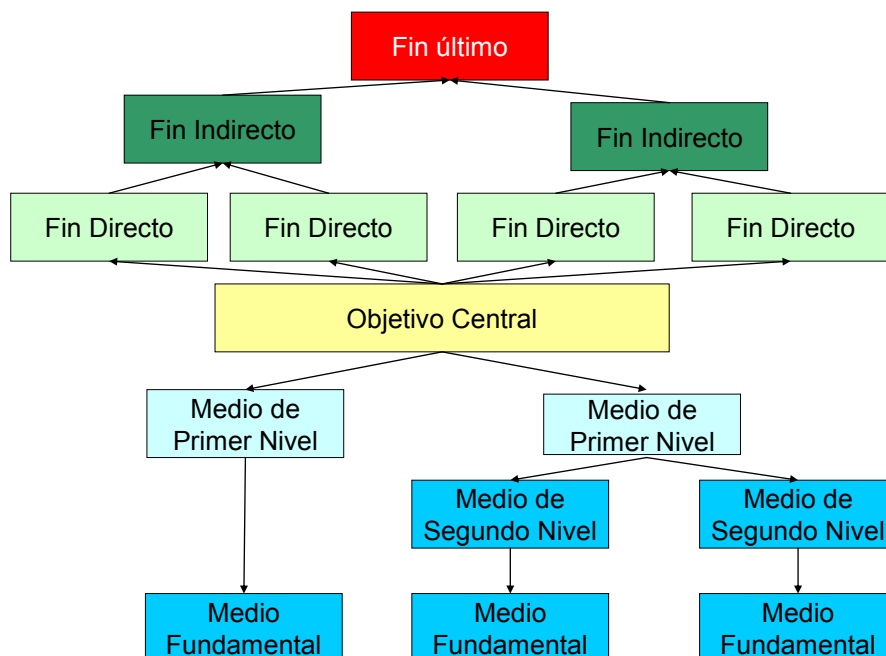 Fin último
Fin Indirecto
Fin Indirecto
Fin Directo
Fin Directo
Fin Directo
Fin Directo
Objetivo Central
Medio de
Primer Nivel
Medio de
Primer Nivel
Medio de
Segundo Nivel
Medio de
Segundo Nivel
Medio
Fundamental
Medio
Fundamental
Medio
Fundamental